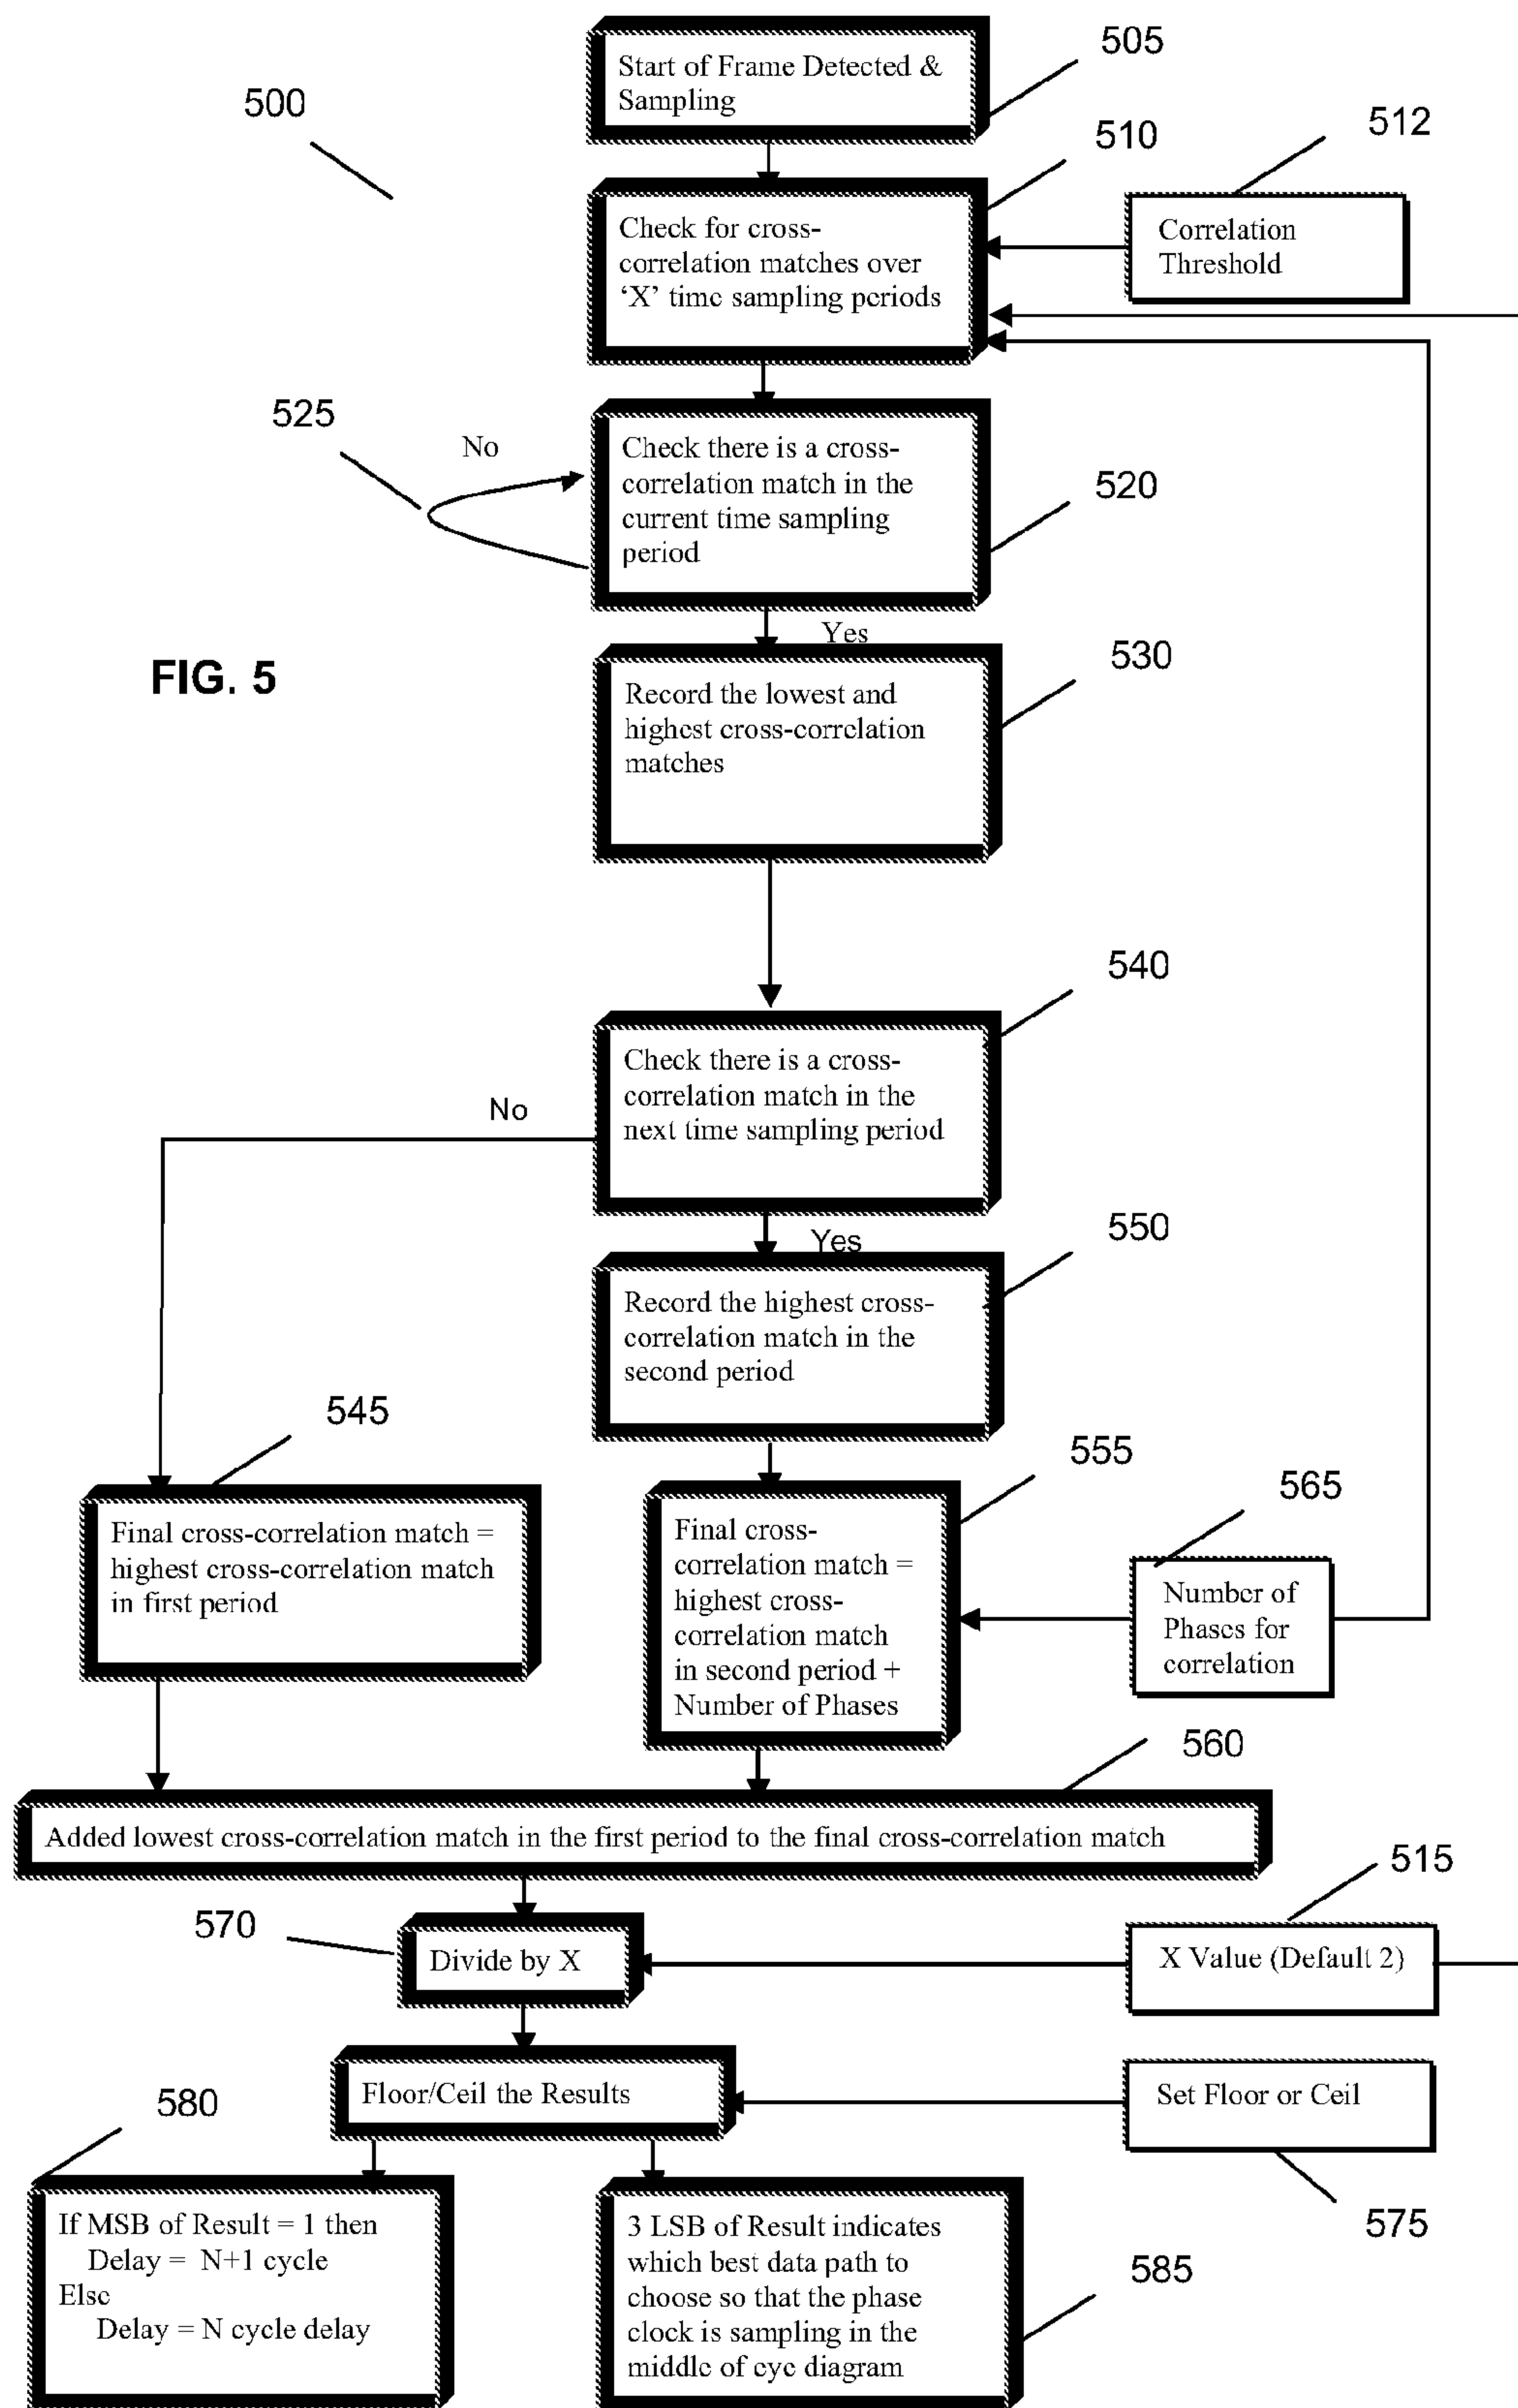 505
Start of Frame Detected &
Sampling
500
510
512
Check for cross-
correlation matches over
‘X’ time sampling periods
Correlation
Threshold
525
No
Check there is a cross-
correlation match in the
current time sampling
period
520
Yes
FIG. 5
530
Record the lowest and
highest cross-correlation
matches
540
Check there is a cross-
correlation match in the
next time sampling period
No
550
Yes
Record the highest cross-
correlation match in the
second period
545
555
565
Final cross-correlation match =
highest cross-correlation match
in first period
Final cross-
correlation match =
highest cross-
correlation match
in second period +
Number of Phases
Number of
Phases for
correlation
560
Added lowest cross-correlation match in the first period to the final cross-correlation match
515
570
Divide by X
X Value (Default 2)
Floor/Ceil the Results
Set Floor or Ceil
580
575
If MSB of Result = 1 then
Delay = N+1 cycle
Else
Delay = N cycle delay
3 LSB of Result indicates
which best data path to
choose so that the phase
clock is sampling in the
middle of eye diagram
585